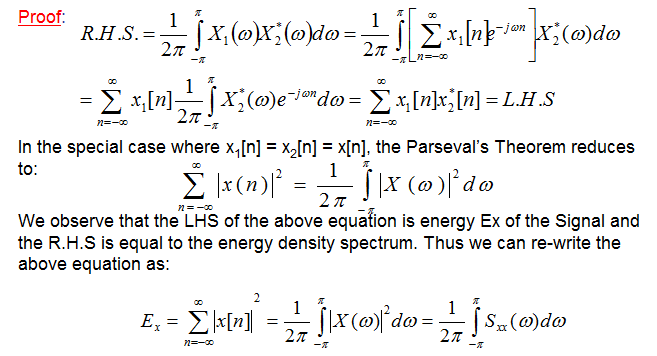 Proof:
R.H.S. = \frac{1}{2\pi} \int_{-\pi}^{\pi} X_1(\omega)X_2^*(\omega)d\omega = \frac{1}{2\pi} \int_{-\pi}^{\pi} \left[ \sum_{n=-\infty}^{\infty} x_1[n]e^{-j\omega n} \right] X_2^*(\omega)d\omega
= \sum_{n=-\infty}^{\infty} x_1[n] \frac{1}{2\pi} \int_{-\pi}^{\pi} X_2^*(\omega)e^{-j\omega n}d\omega = \sum_{n=-\infty}^{\infty} x_1[n]x_2^*[n] = L.H.S
In the special case where x₁[n] = x₂[n] = x[n], the Parseval's Theorem reduces
to:
\sum_{n=-\infty}^{\infty} |x(n)|^2 = \frac{1}{2\pi} \int_{-\pi}^{\pi} |X(\omega)|^2 d\omega
We observe that the LHS of the above equation is energy Ex of the Signal and
the R.H.S is equal to the energy density spectrum. Thus we can re-write the
above equation as:
E_x = \sum_{n=-\infty}^{\infty} |x[n]|^2 = \frac{1}{2\pi} \int_{-\pi}^{\pi} |X(\omega)|^2 d\omega = \frac{1}{2\pi} \int_{-\pi}^{\pi} S_{xx}(\omega)d\omega